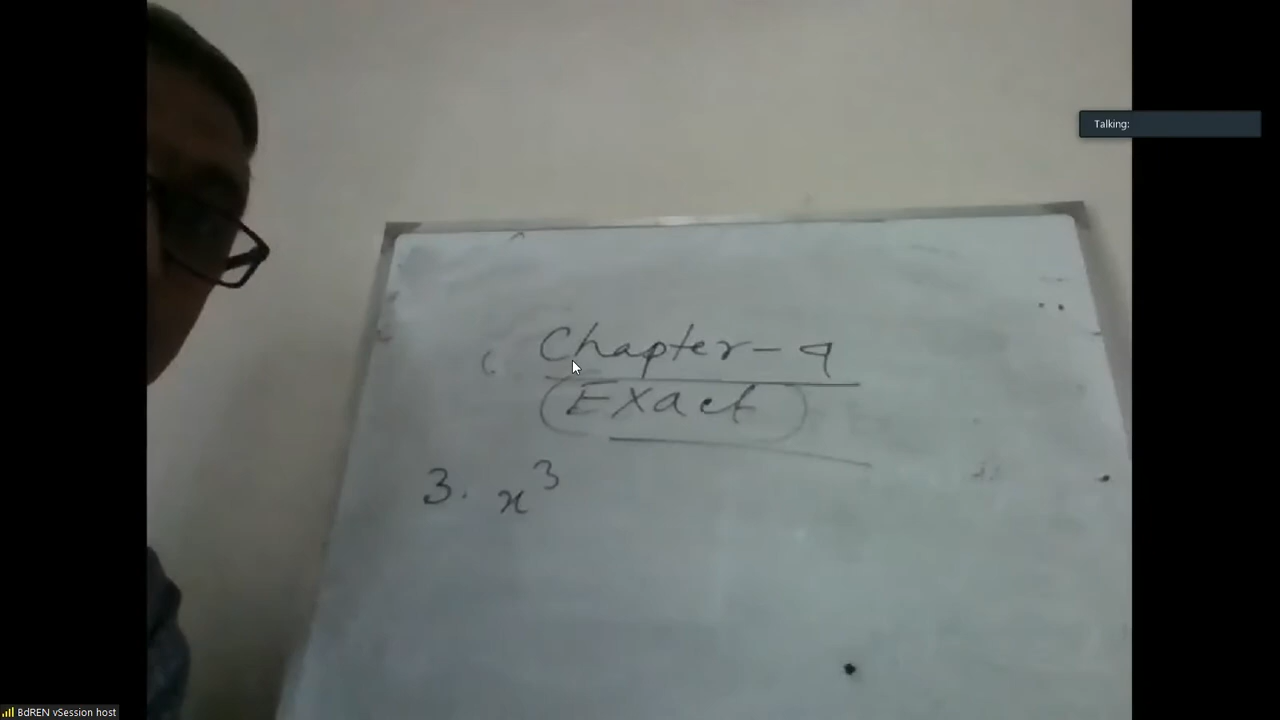 Talking:
Chapter-9
Exact
3. x³
BdREN vSession host